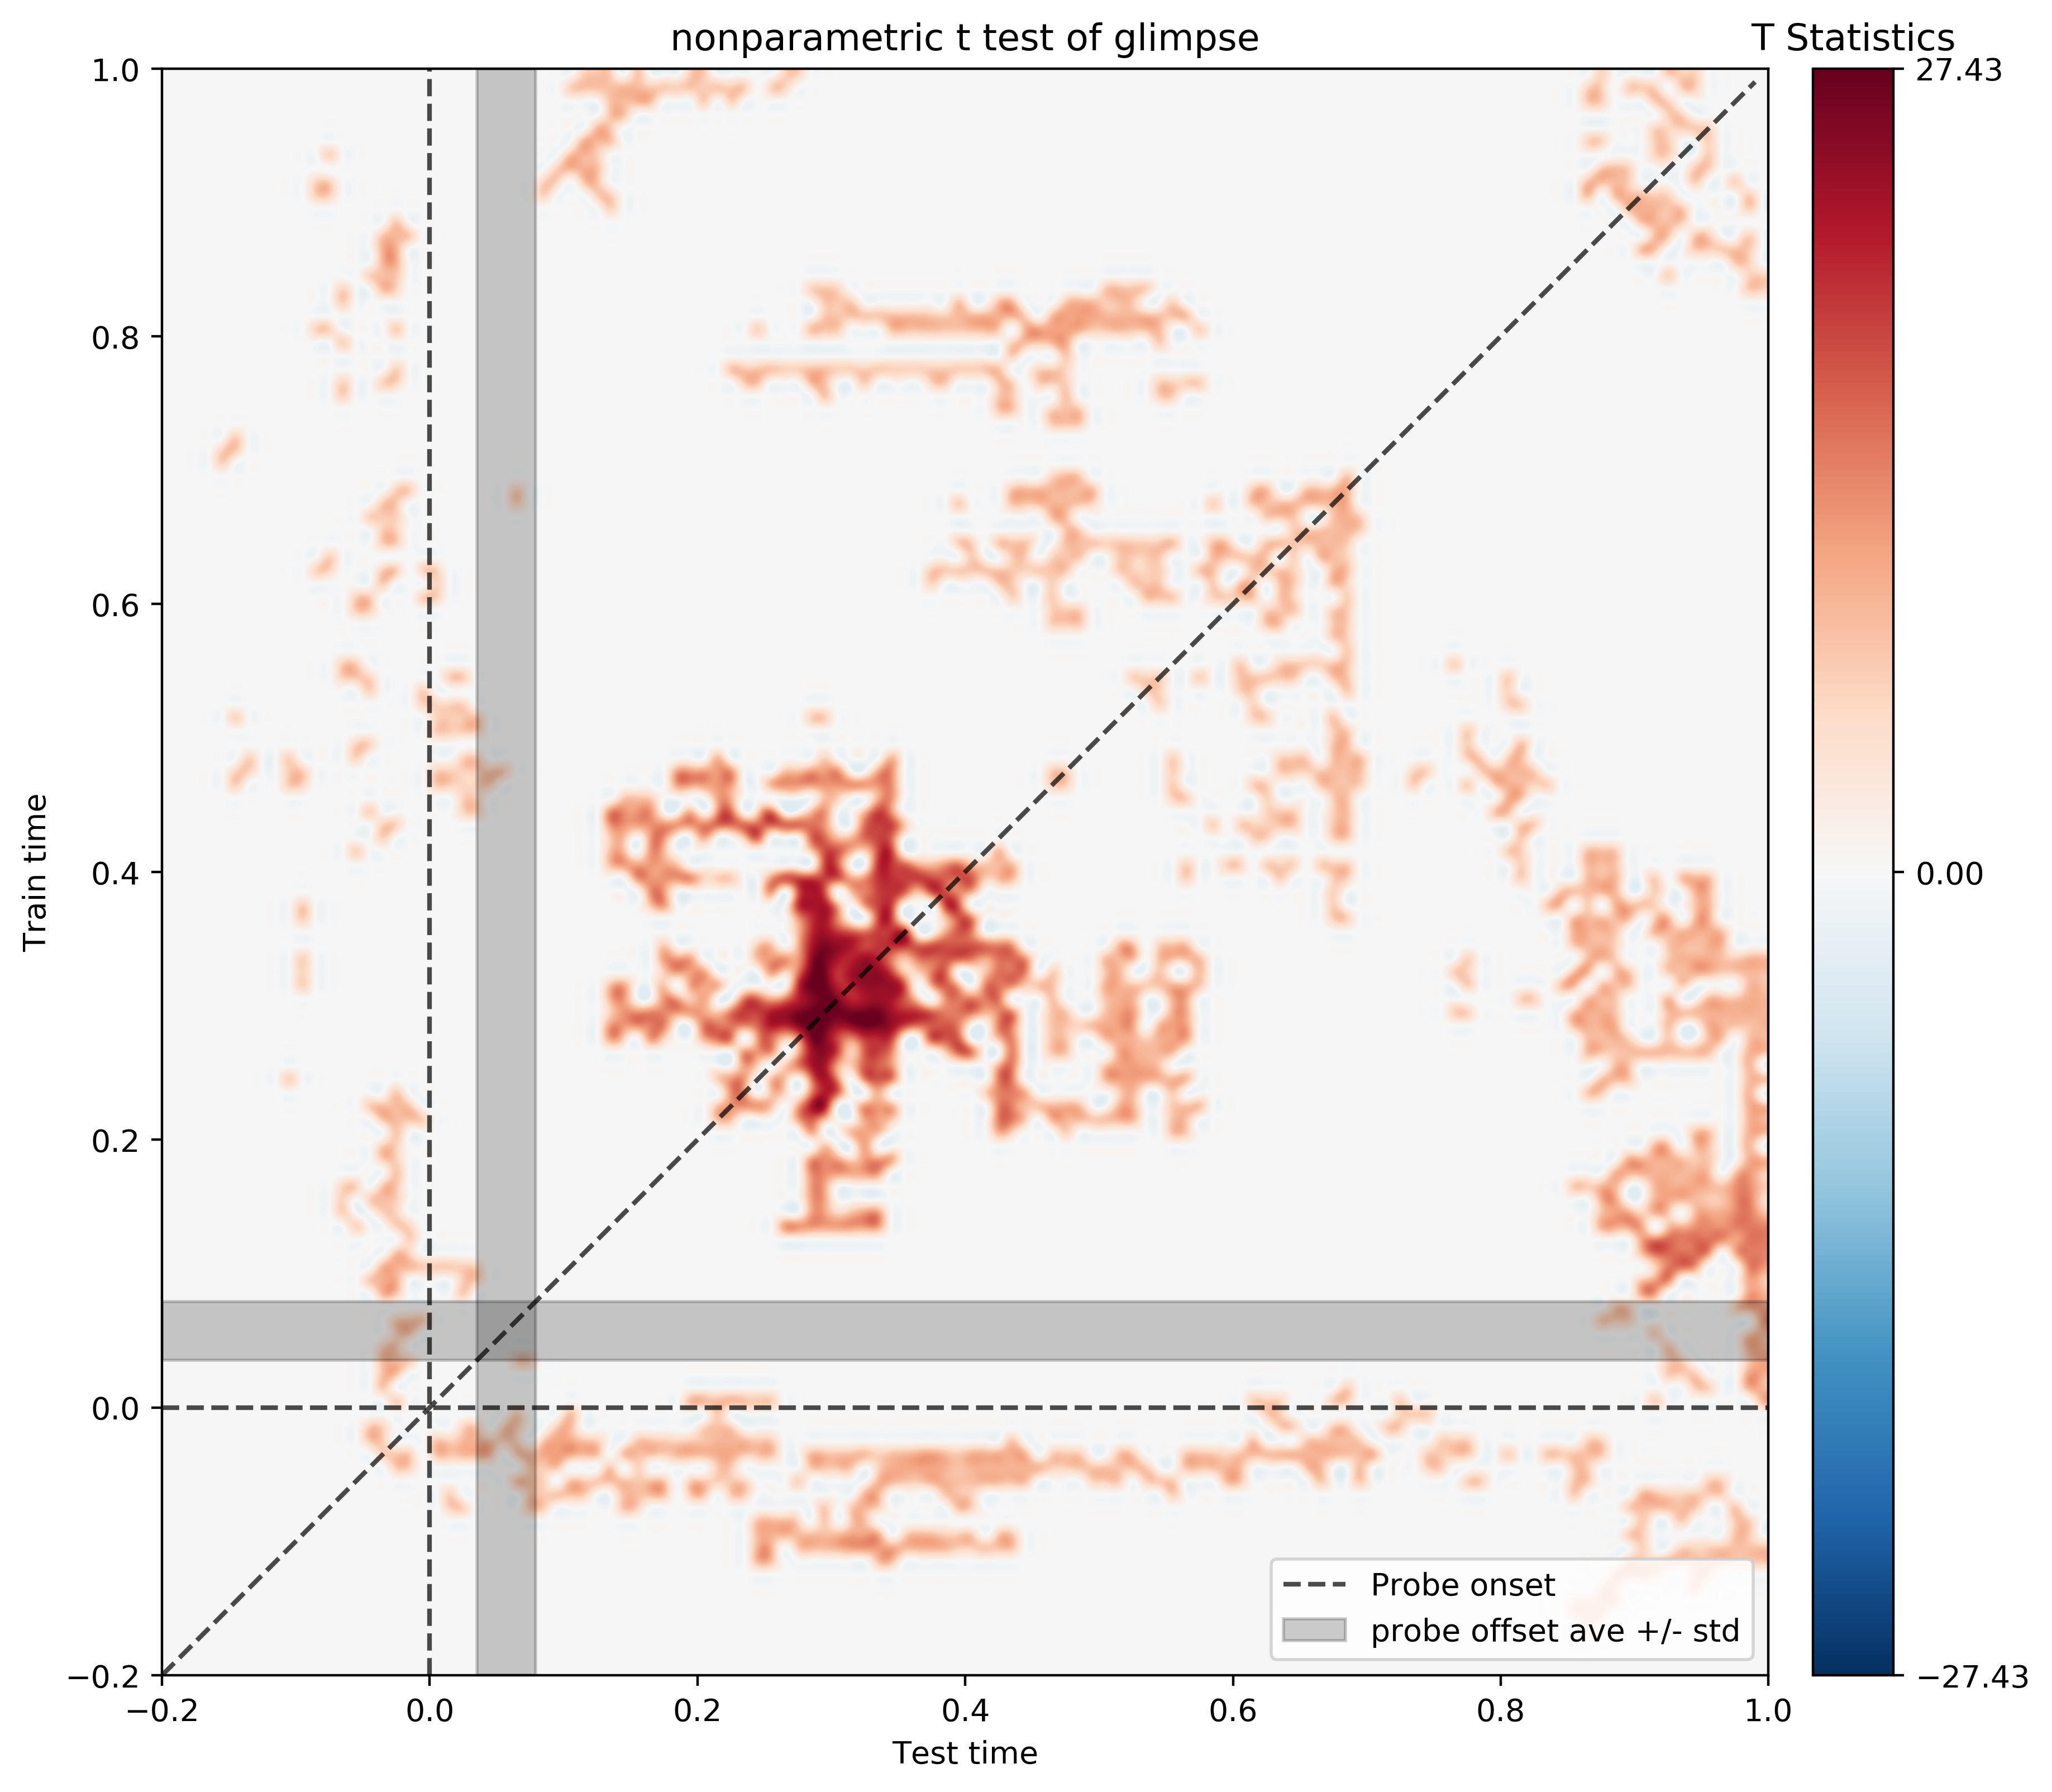 nonparametric t test of glimpse
T Statistics
27.43
0.00
−27.43
1.0
0.8
0.6
0.4
0.2
0.0
−0.2
Train time
−0.2
0.0
0.2
0.4
0.6
0.8
1.0
Test time
Probe onset
probe offset ave +/- std